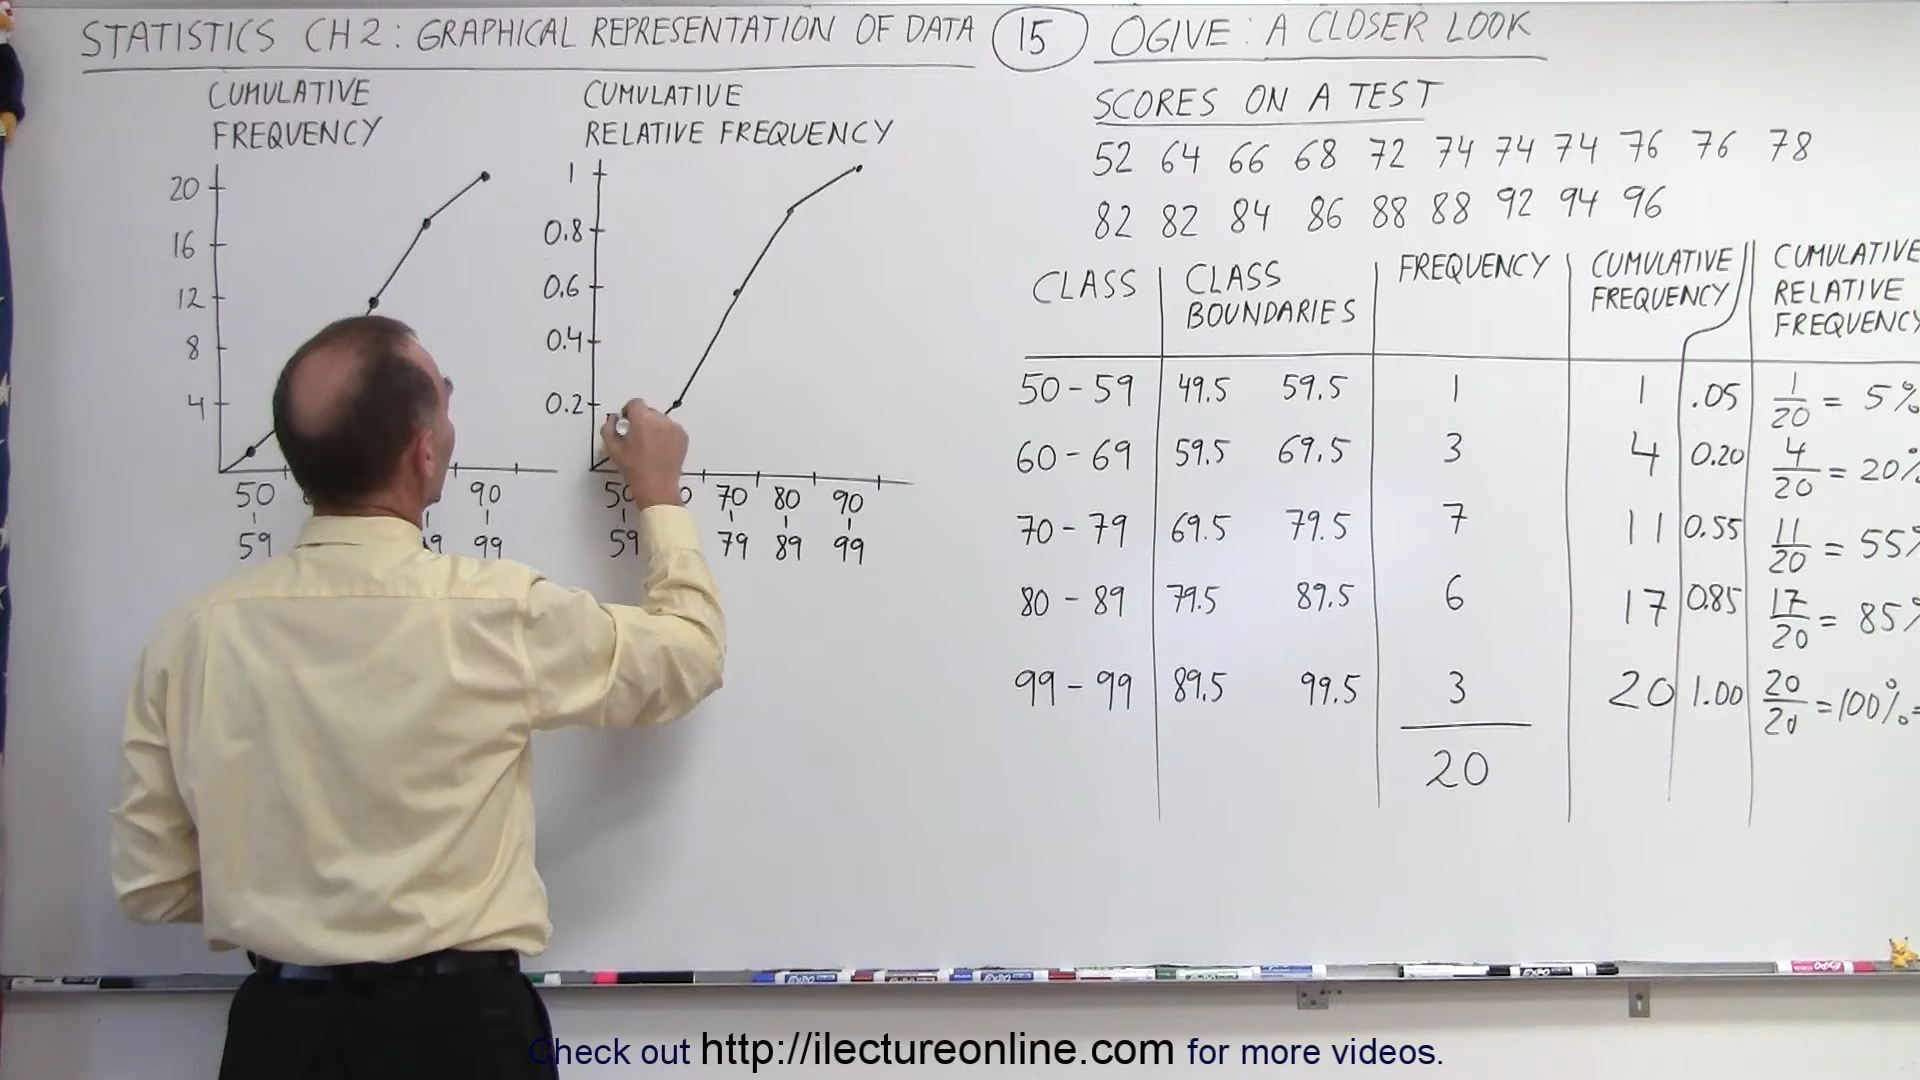 STATISTICS CH 2 : GRAPHICAL REPRESENTATION OF DATA 15 OGIVE : A CLOSER LOOK
CUMULATIVE
FREQUENCY
20
16
12
8
4
50 90
59 99
CUMULATIVE
RELATIVE FREQUENCY
1
0.8
0.6
0.4
0.2
70 80 90
59 79 89 99
SCORES ON A TEST
52 64 66 68 72 74 74 74 76 76 78
82 82 84 86 88 88 92 94 96
CLASS CLASS BOUNDARIES FREQUENCY CUMULATIVE FREQUENCY CUMULATIVE RELATIVE FREQUENCY
50 - 59 49.5 59.5 1 1 .05 1/20 = 5%
60 - 69 59.5 69.5 3 4 0.20 4/20 = 20%
70 - 79 69.5 79.5 7 11 0.55 11/20 = 55%
80 - 89 79.5 89.5 6 17 0.85 17/20 = 85%
99 - 99 89.5 99.5 3 20 1.00 20/20 = 100% =
20
Check out http://ilectureonline.com for more videos.